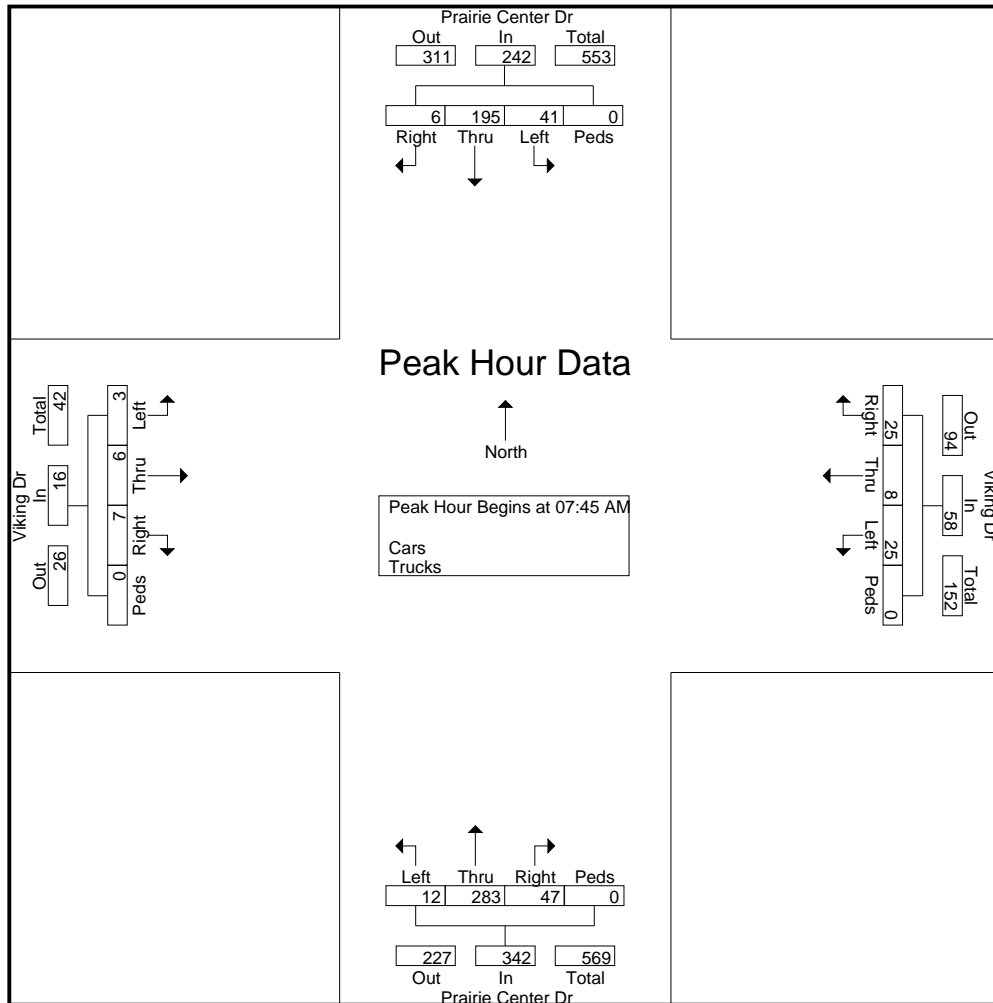 Prairie Center Dr
Out In Total
311 242 553
6 195 41 0
Right Thru Left Peds
Peak Hour Data
North
Peak Hour Begins at 07:45 AM
Cars
Trucks
Viking Dr
Total In Out
42 16 26
3 6 7 0
Left Thru Right Peds
Viking Dr
Out In Total
94 58 152
25 8 25 0
Right Thru Left Peds
Left Thru Right Peds
12 283 47 0
227 342 569
Out In Total
Prairie Center Dr